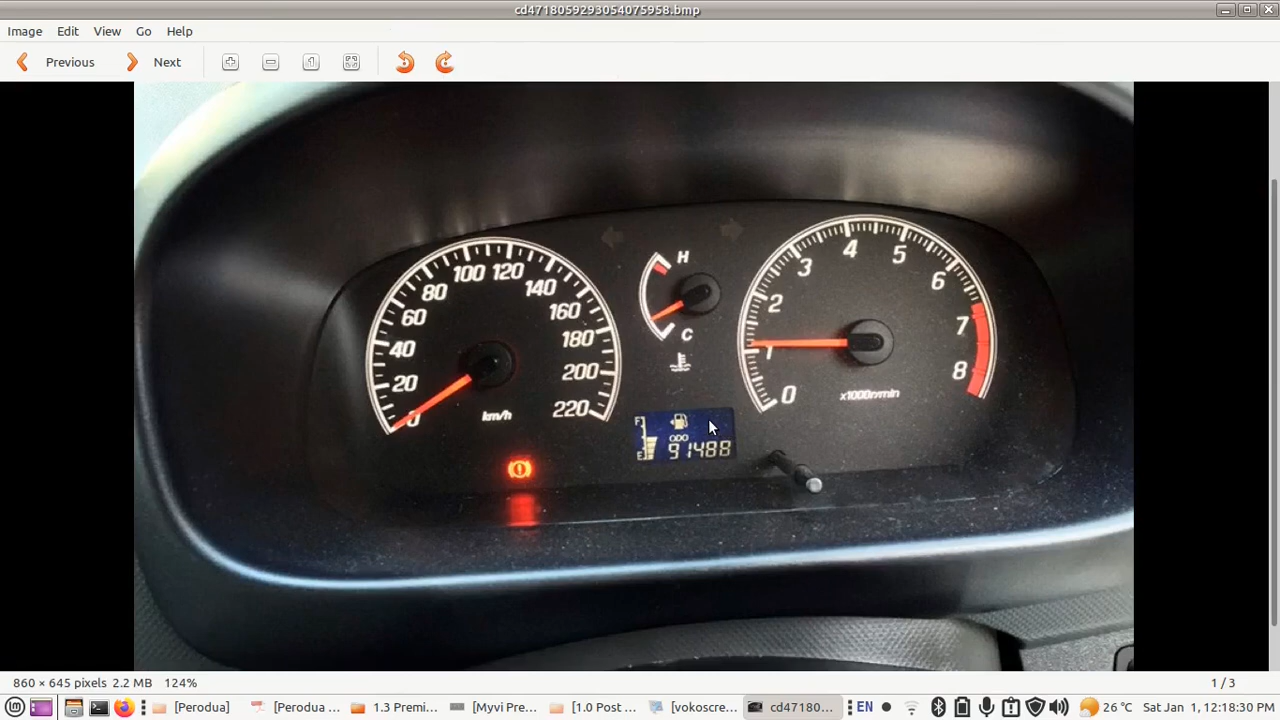 cd4718059293054075958.bmp
Image Edit View Go Help
Previous Next
100 120
80 140
60 160
40 180
20 200
0 km/h 220
H
C
F
E
ODO
91488
4
3 5
2 6
1 7
0 8
x1000r/min
860 × 645 pixels 2.2 MB 124% 1 / 3
[Perodua] [Perodua ... 1.3 Premi... [Myvi Pre... [1.0 Post ... [vokoscre... cd47180... EN 26 °C Sat Jan 1, 12:18:30 PM